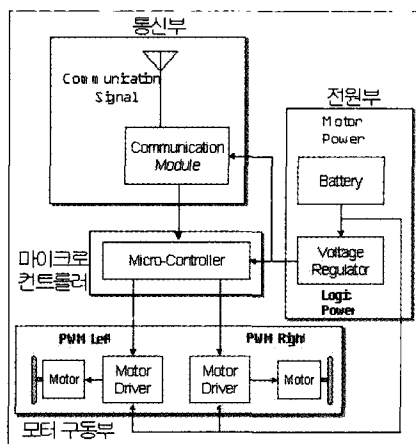 통신부
Communication
Signal
Communication
Module
전원부
Motor
Power
Battery
Voltage
Regulator
Logic
Power
마이크로
컨트롤러
Micro-Controller
PWM Left
PWM Right
Motor
Motor
Driver
Motor
Driver
Motor
모터 구동부